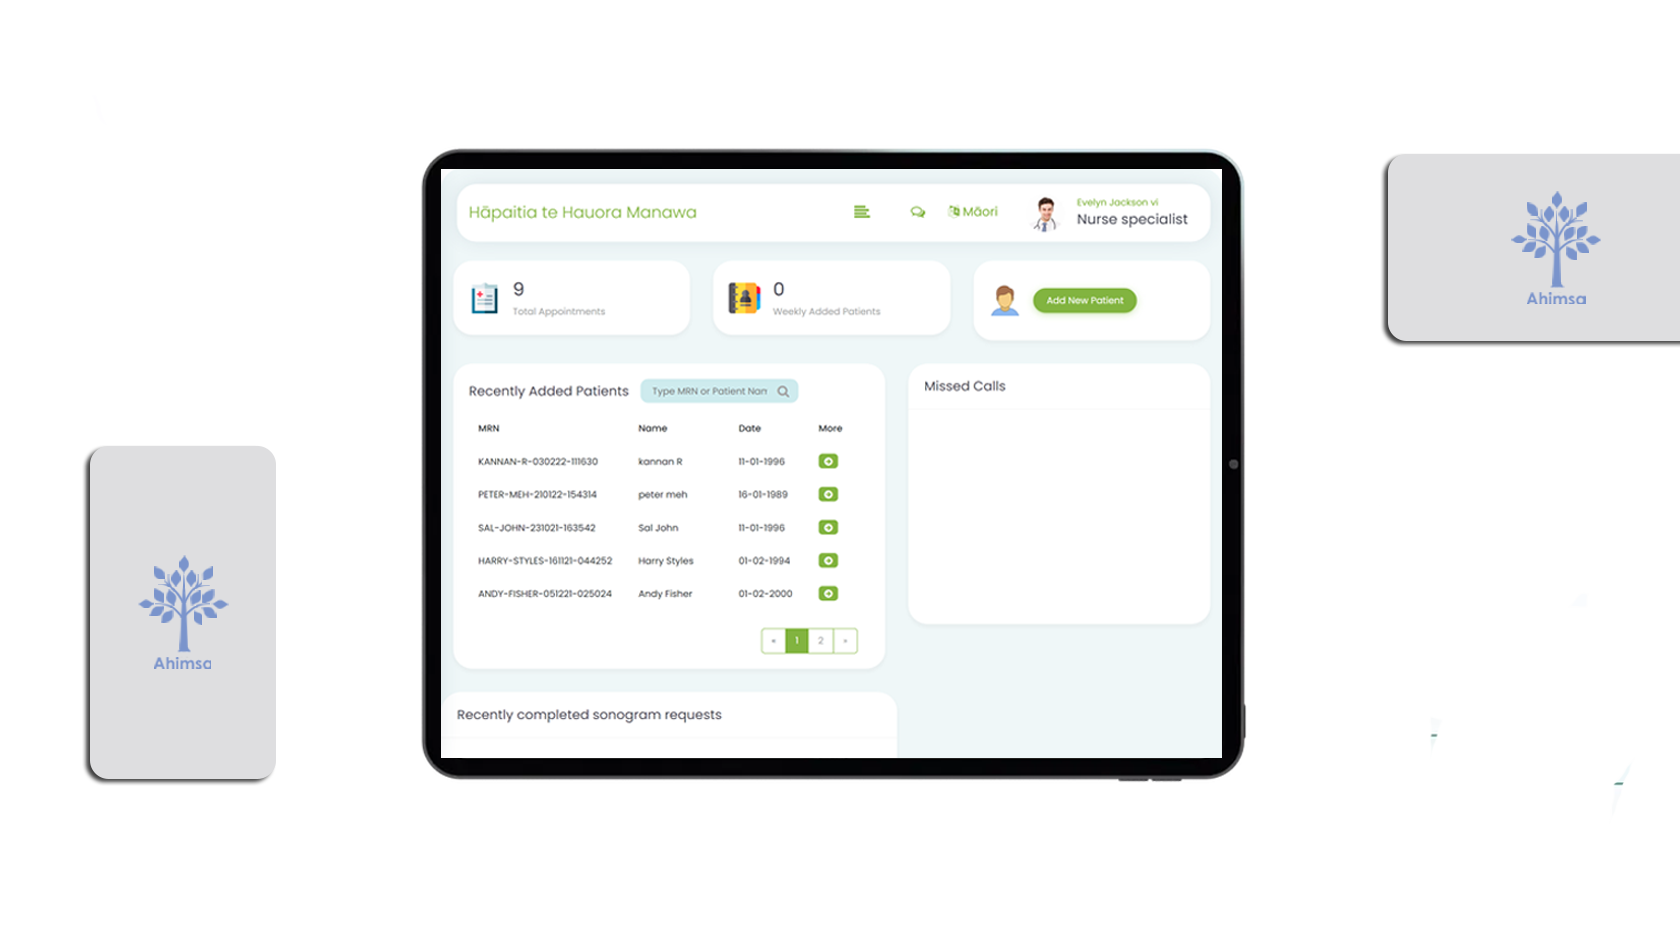 Hāpaitia te Hauora Manawa
Māori
Evelyn Jackson vi
Nurse specialist
9
Total Appointments
0
Weekly Added Patients
Add New Patient
Recently Added Patients
Type MRN or Patient Nam
MRN Name Date More
KANNAN-R-030222-111630 kannan R 11-01-1996
PETER-MEH-210122-154314 peter meh 16-01-1989
SAL-JOHN-231021-163542 Sal John 11-01-1996
HARRY-STYLES-161121-044252 Harry Styles 01-02-1994
ANDY-FISHER-051221-025024 Andy Fisher 01-02-2000
« 1 2 »
Missed Calls
Recently completed sonogram requests
Ahimsa
Ahimsa